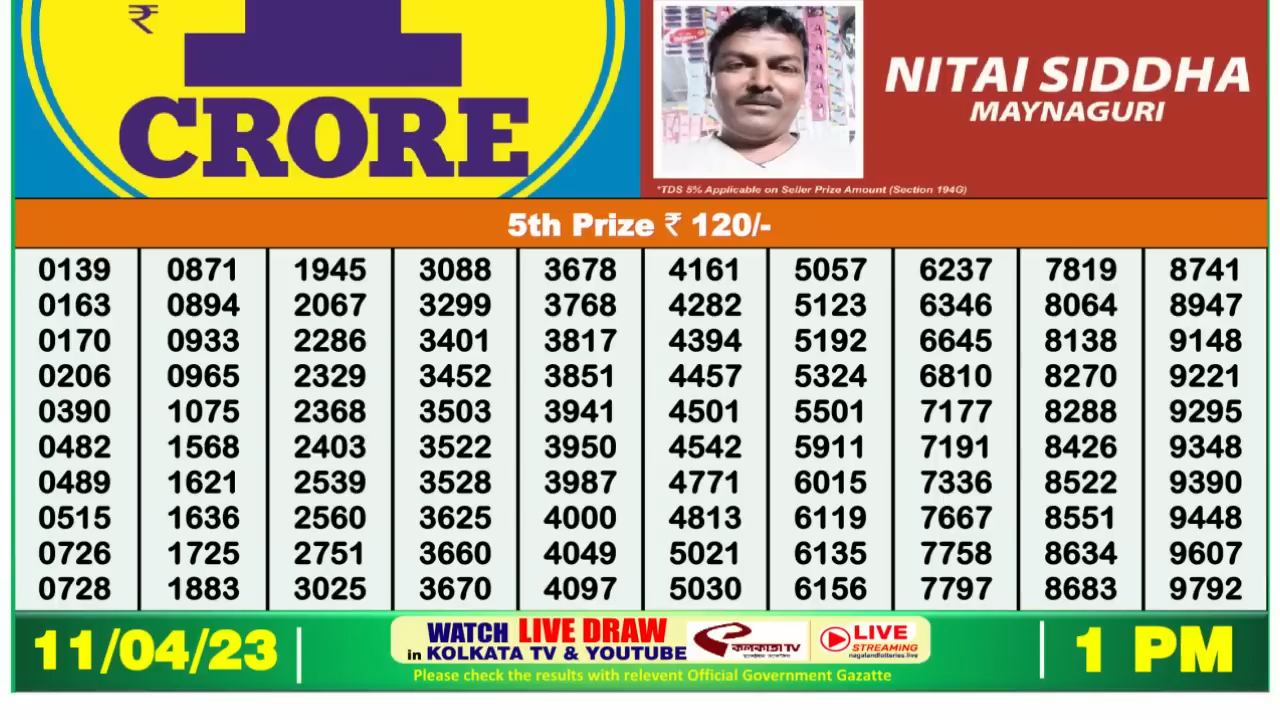 ₹ 1
CRORE
NITAI SIDDHA
MAYNAGURI
*TDS 5% Applicable on Seller Prize Amount (Section 194G)
5th Prize ₹ 120/-
0139 0871 1945 3088 3678 4161 5057 6237 7819 8741
0163 0894 2067 3299 3768 4282 5123 6346 8064 8947
0170 0933 2286 3401 3817 4394 5192 6645 8138 9148
0206 0965 2329 3452 3851 4457 5324 6810 8270 9221
0390 1075 2368 3503 3941 4501 5501 7177 8288 9295
0482 1568 2403 3522 3950 4542 5911 7191 8426 9348
0489 1621 2539 3528 3987 4771 6015 7336 8522 9390
0515 1636 2560 3625 4000 4813 6119 7667 8551 9448
0726 1725 2751 3660 4049 5021 6135 7758 8634 9607
0728 1883 3025 3670 4097 5030 6156 7797 8683 9792
11/04/23
WATCH LIVE DRAW
in KOLKATA TV & YOUTUBE
কলকাতা TV
LIVE
STREAMING
nagalandlotteries.live
Please check the results with relevent Official Government Gazatte
1 PM